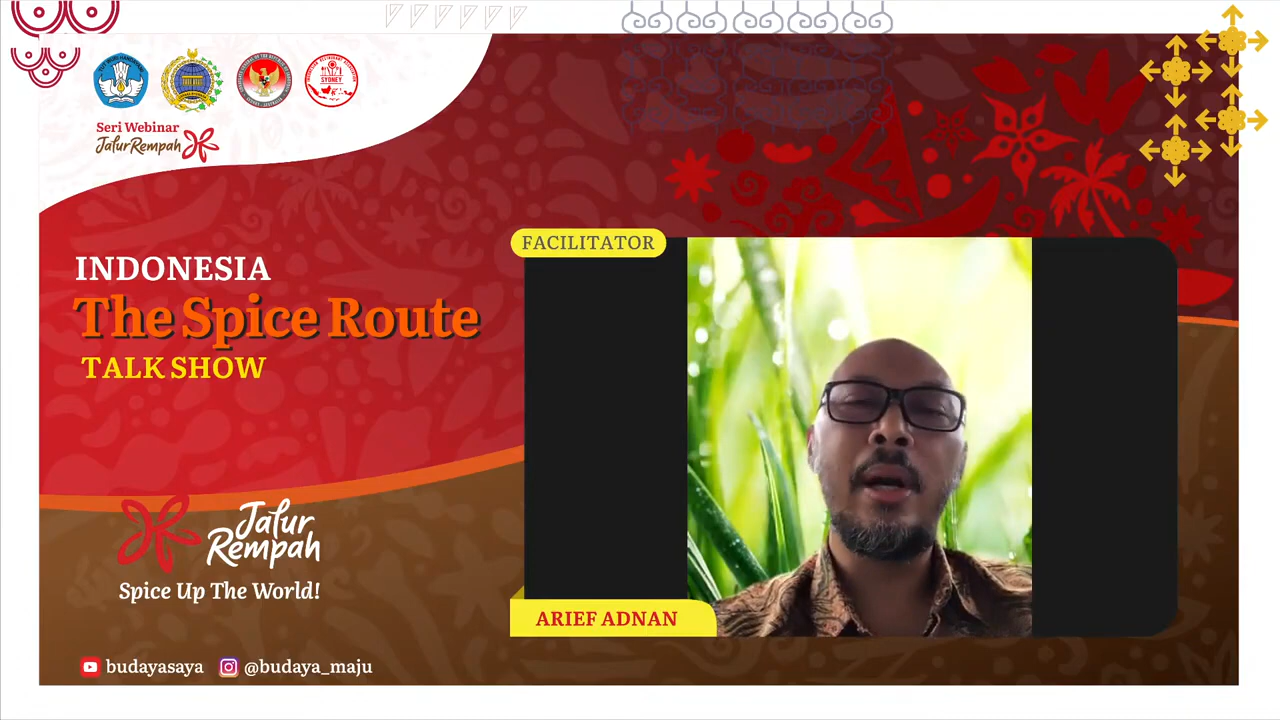 Seri Webinar
Jalur Rempah
INDONESIA
The Spice Route
TALK SHOW
FACILITATOR
ARIEF ADNAN
Jalur
Rempah
Spice Up The World!
budayasaya @budaya_maju
SYDNEY